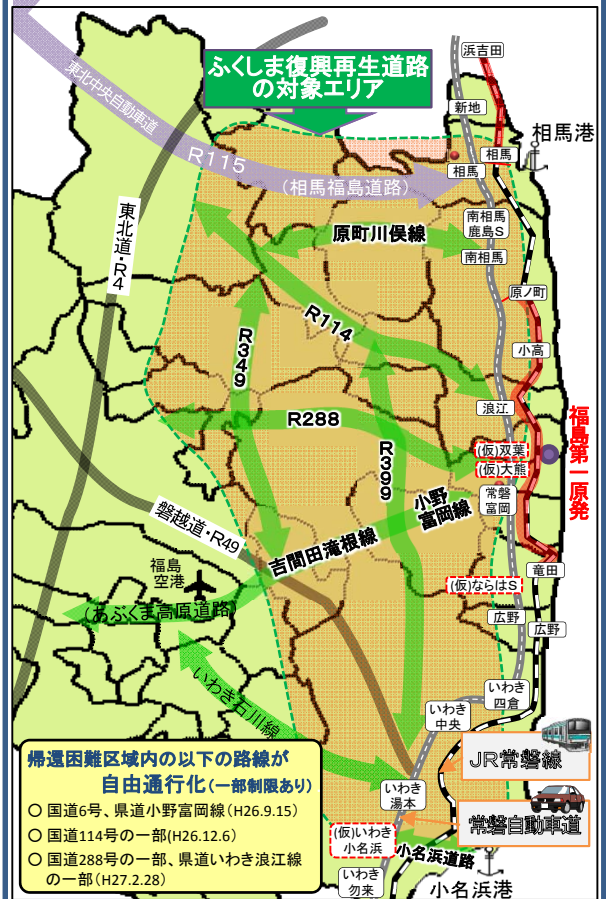 ふくしま復興再生道路
の対象エリア
浜吉田
新地
相馬港
東北中央自動車道
R115
(相馬福島道路)
相馬
相馬
東北道・R4
南相馬
鹿島S
原町川俣線
南相馬
原ノ町
R114
小高
R349
浪江
R288
(仮)双葉
(仮)大熊
福島第一原発
R399
常磐
富岡
小野
富岡線
磐越道・R49
吉間田滝根線
竜田
福島
空港
(仮)ならはS
(あぶくま高原道路)
広野
広野
いわき石川線
いわき
四倉
いわき
中央
JR常磐線
帰還困難区域内の以下の路線が
自由通行化(一部制限あり)
○ 国道6号、県道小野富岡線(H26.9.15)
○ 国道114号の一部(H26.12.6)
○ 国道288号の一部、県道いわき浪江線
の一部(H27.2.28)
いわき
湯本
常磐自動車道
(仮)いわき
小名浜
小名浜道路
いわき
勿来
小名浜港